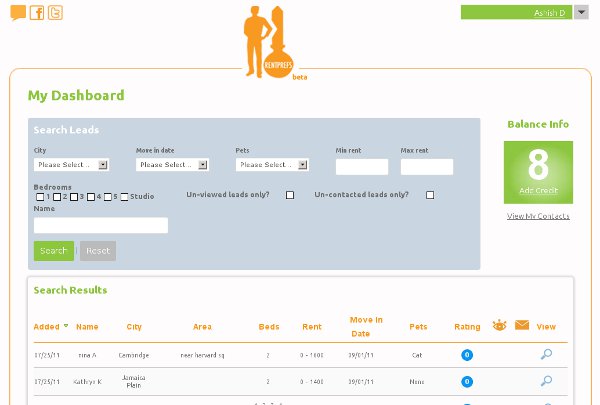 Ashish D
RENTPREFS
beta
My Dashboard
Search Leads
City Move in date Pets Min rent Max rent
Please Select... Please Select... Please Select...
Bedrooms
1 2 3 4 5 Studio Un-viewed leads only? Un-contacted leads only?
Name
Search | Reset
Balance Info
8
Add Credit
View My Contacts
Search Results
Added Name City Area Beds Rent Move In Date Pets Rating View
07/25/11 nina A Cambridge near harvard sq 2 0 - 1600 09/01/11 Cat 0
07/25/11 Kathryn K Jamaica Plain 2 0 - 1400 09/01/11 None 0